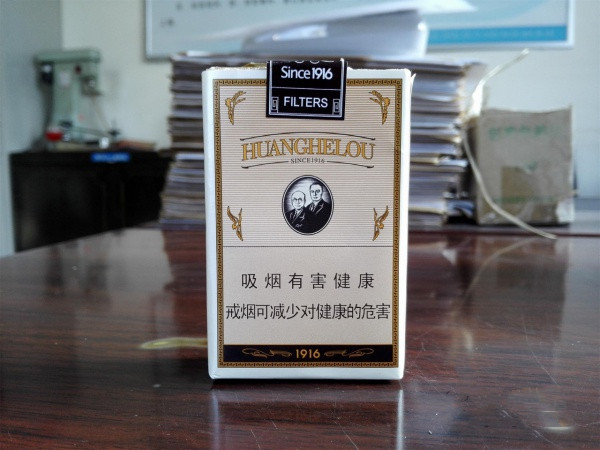 Since 1916
FILTERS
HUANGHELOU
SINCE 1916
吸烟有害健康
戒烟可减少对健康的危害
1916